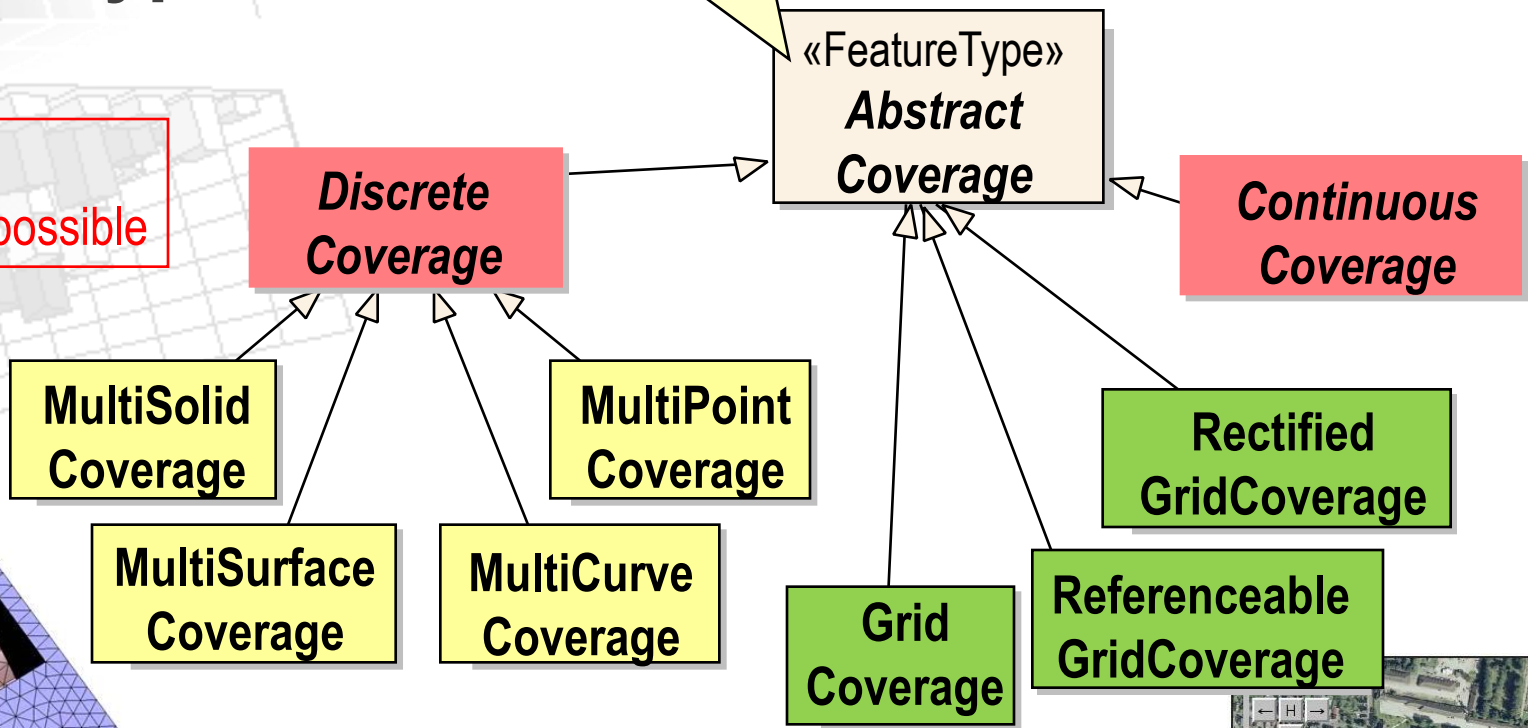 «FeatureType»
Abstract
Coverage
possible
Discrete
Coverage
Continuous
Coverage
MultiSolid
Coverage
MultiPoint
Coverage
Rectified
GridCoverage
MultiSurface
Coverage
MultiCurve
Coverage
Grid
Coverage
Referenceable
GridCoverage
← H →